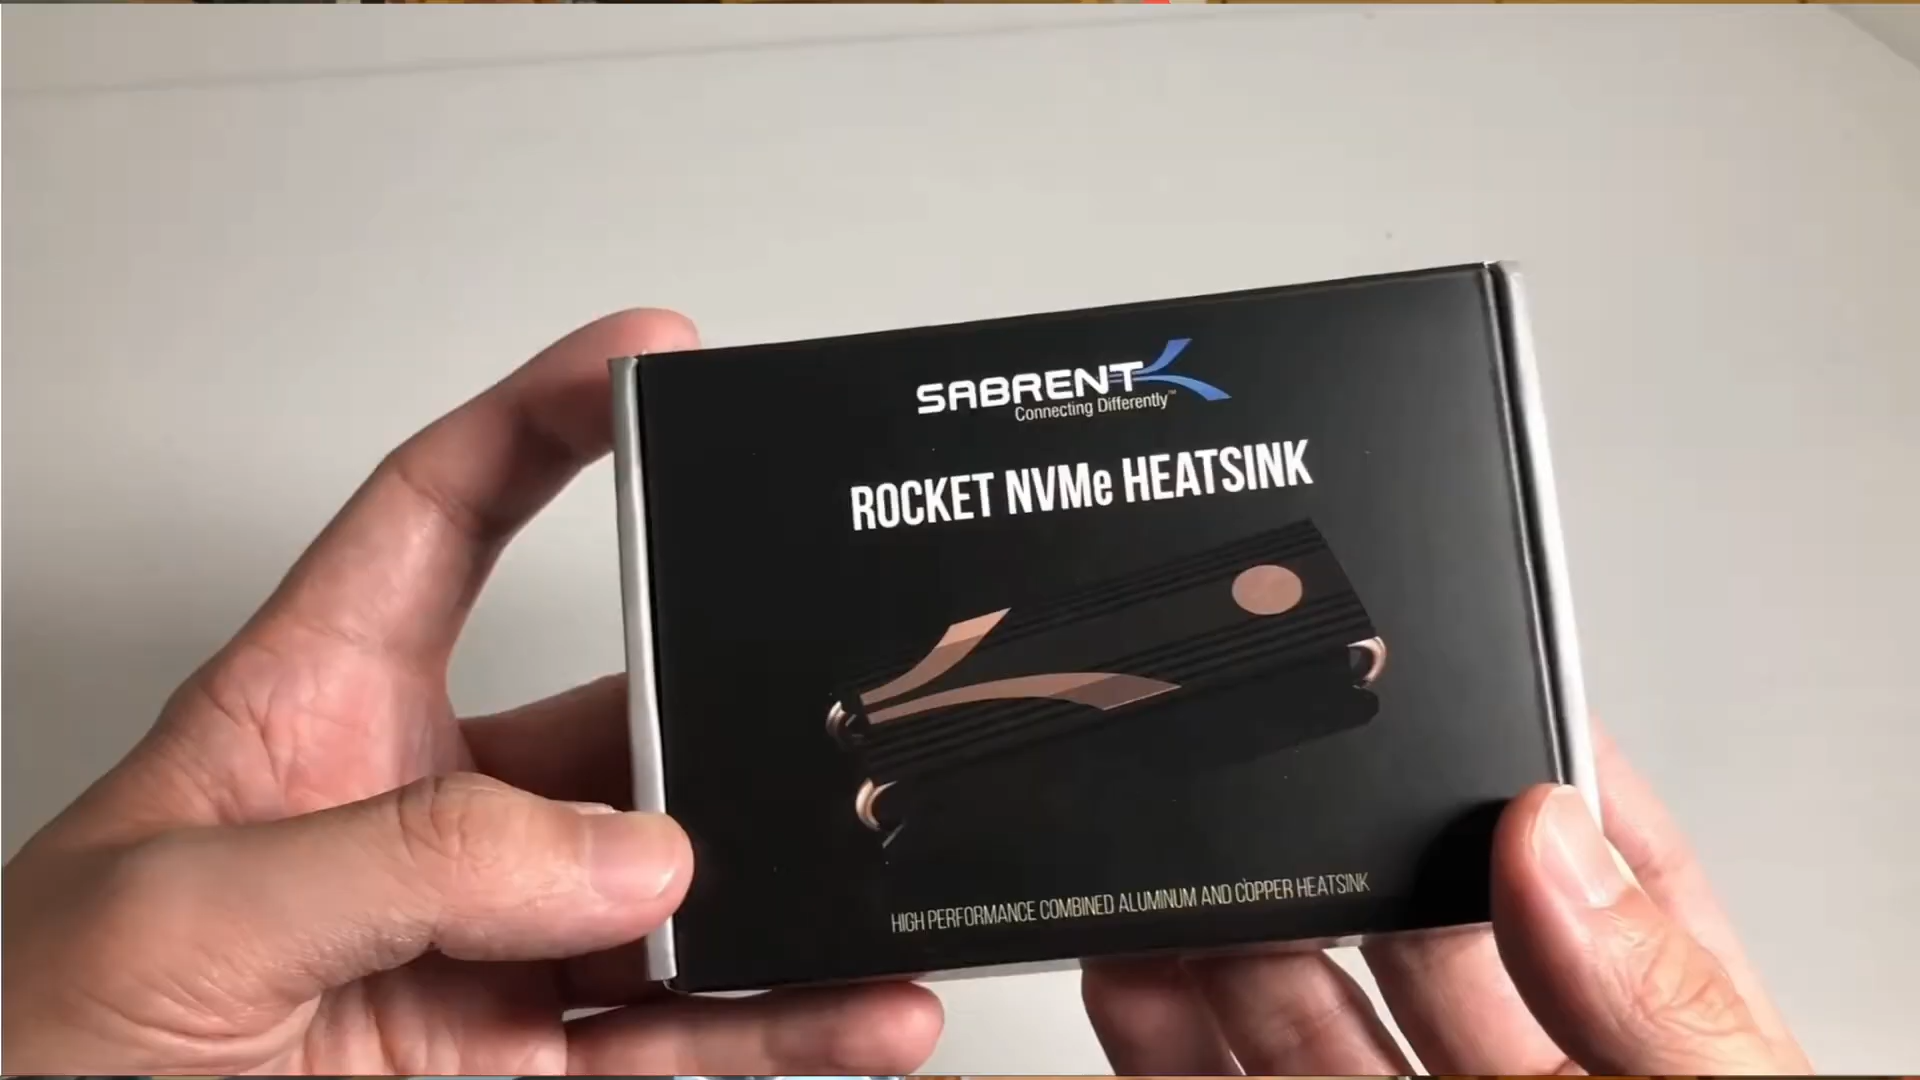 SABRENT
Connecting Differently™
ROCKET NVMe HEATSINK
HIGH PERFORMANCE COMBINED ALUMINUM AND COPPER HEATSINK